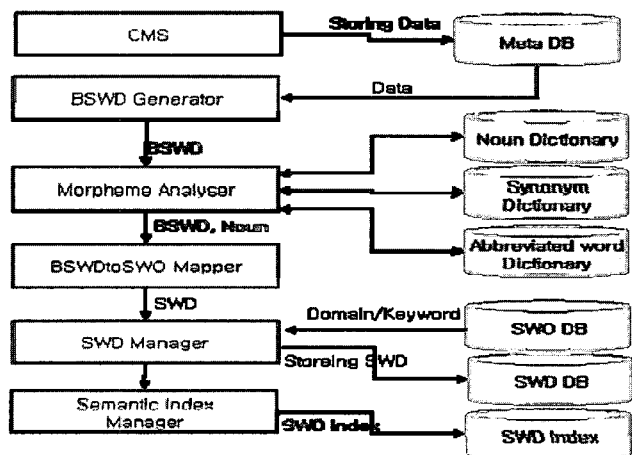 CMS
Storing Data
Meta DB
Data
BSWD Generator
BSWD
Noun Dictionary
Morpheme Analyser
Synonym
Dictionary
BSWD, Noun
Abbreviated word
Dictionary
BSWDtoSWO Mapper
SWD
Domain/Keyword
SWO DB
SWD Manager
Storeing SWD
SWD DB
Semantic Index
Manager
SWD Index
SWD Index